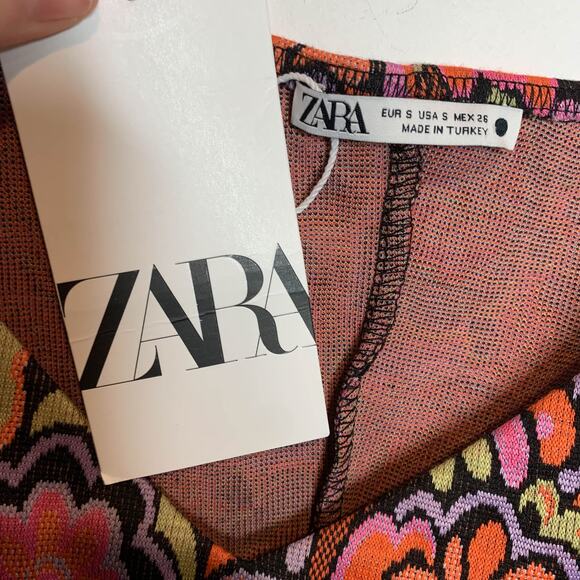 ZARA
ZARA
EUR S USA S MEX 26
MADE IN TURKEY